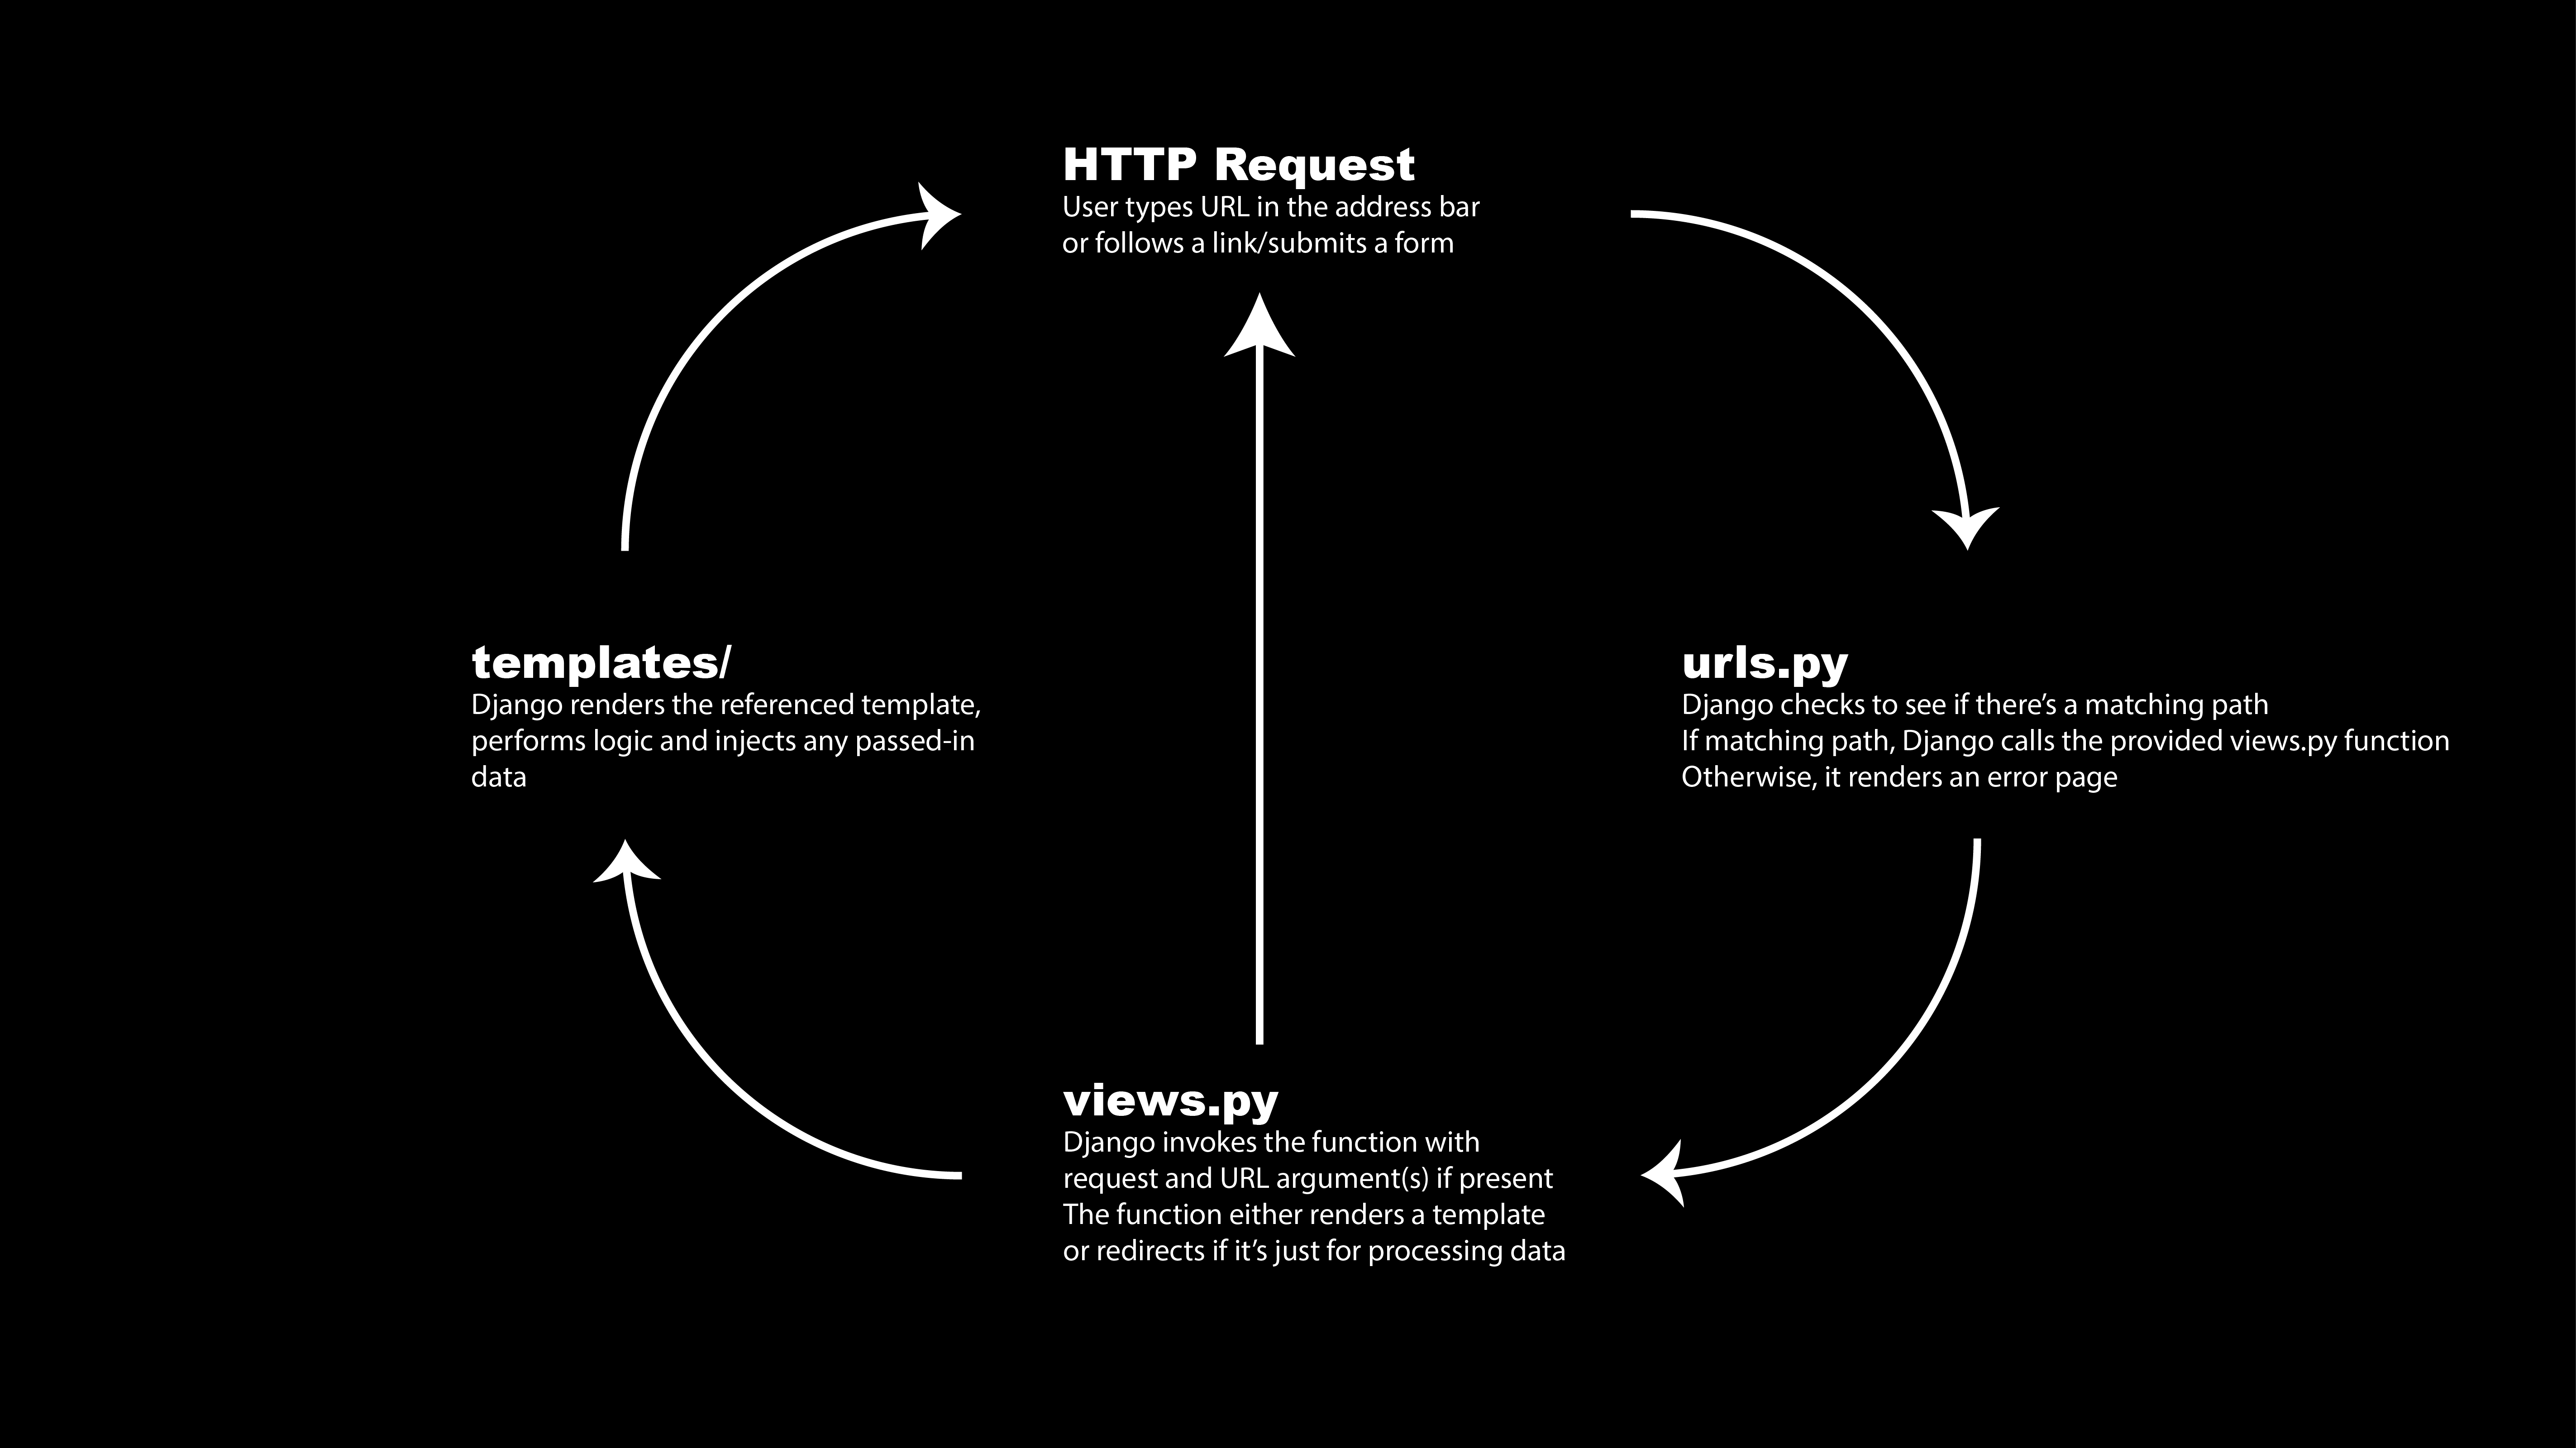 HTTP Request
User types URL in the address bar
or follows a link/submits a form
templates/
Django renders the referenced template,
performs logic and injects any passed-in
data
urls.py
Django checks to see if there’s a matching path
If matching path, Django calls the provided views.py function
Otherwise, it renders an error page
views.py
Django invokes the function with
request and URL argument(s) if present
The function either renders a template
or redirects if it’s just for processing data